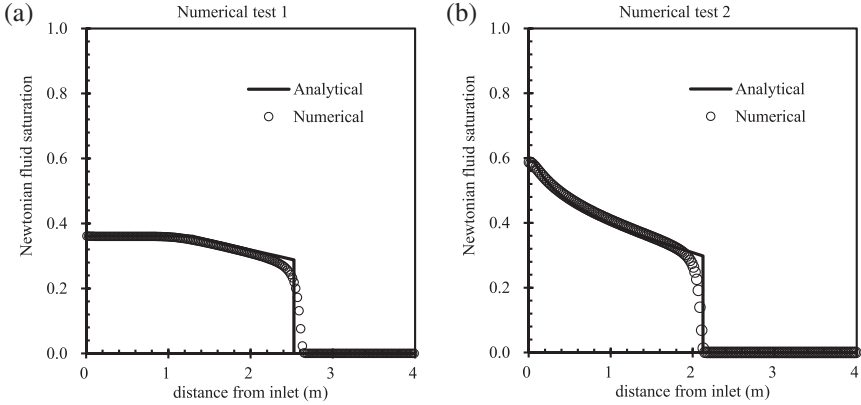 (a)
Numerical test 1
1.0
0.8
0.6
0.4
0.2
0.0
Newtonian fluid saturation
Analytical
Numerical
0 1 2 3 4
distance from inlet (m)
(b)
Numerical test 2
1.0
0.8
0.6
0.4
0.2
0.0
Newtonian fluid saturation
Analytical
Numerical
0 1 2 3 4
distance from inlet (m)